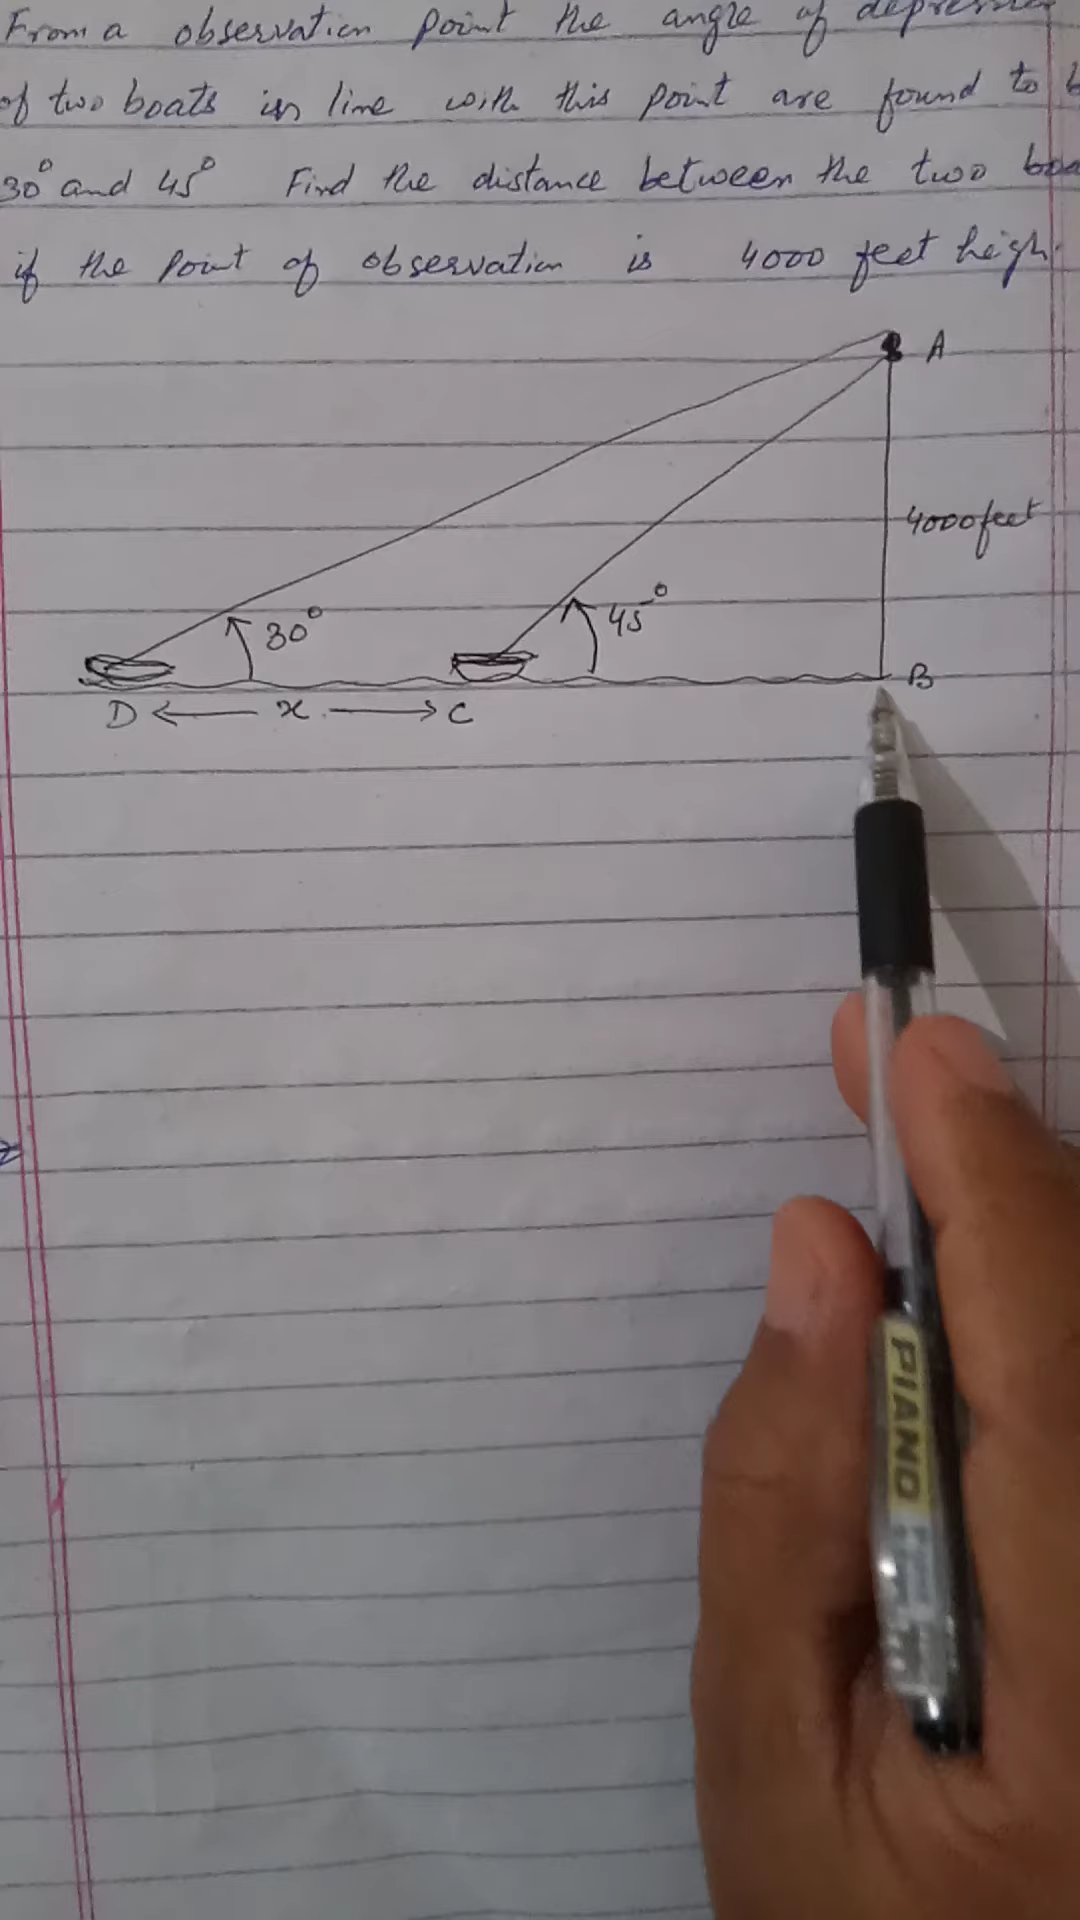 From a observation point the angle of
of two boats in line with this point are found to
30° and 45° Find the distance between the two
if the point of observation is 4000 feet high.
A
4000feet
30°
45°
B
D x C
PIANO